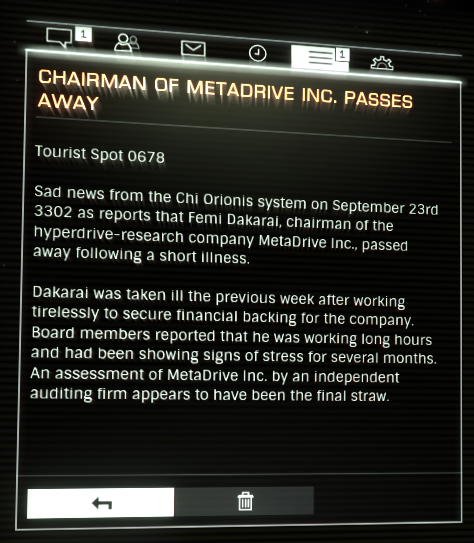 1
1
CHAIRMAN OF METADRIVE INC. PASSES
AWAY
Tourist Spot 0678
Sad news from the Chi Orionis system on September 23rd
3302 as reports that Femi Dakarai, chairman of the
hyperdrive-research company MetaDrive Inc., passed
away following a short illness.
Dakarai was taken ill the previous week after working
tirelessly to secure financial backing for the company.
Board members reported that he was working long hours
and had been showing signs of stress for several months.
An assessment of MetaDrive Inc. by an independent
auditing firm appears to have been the final straw.